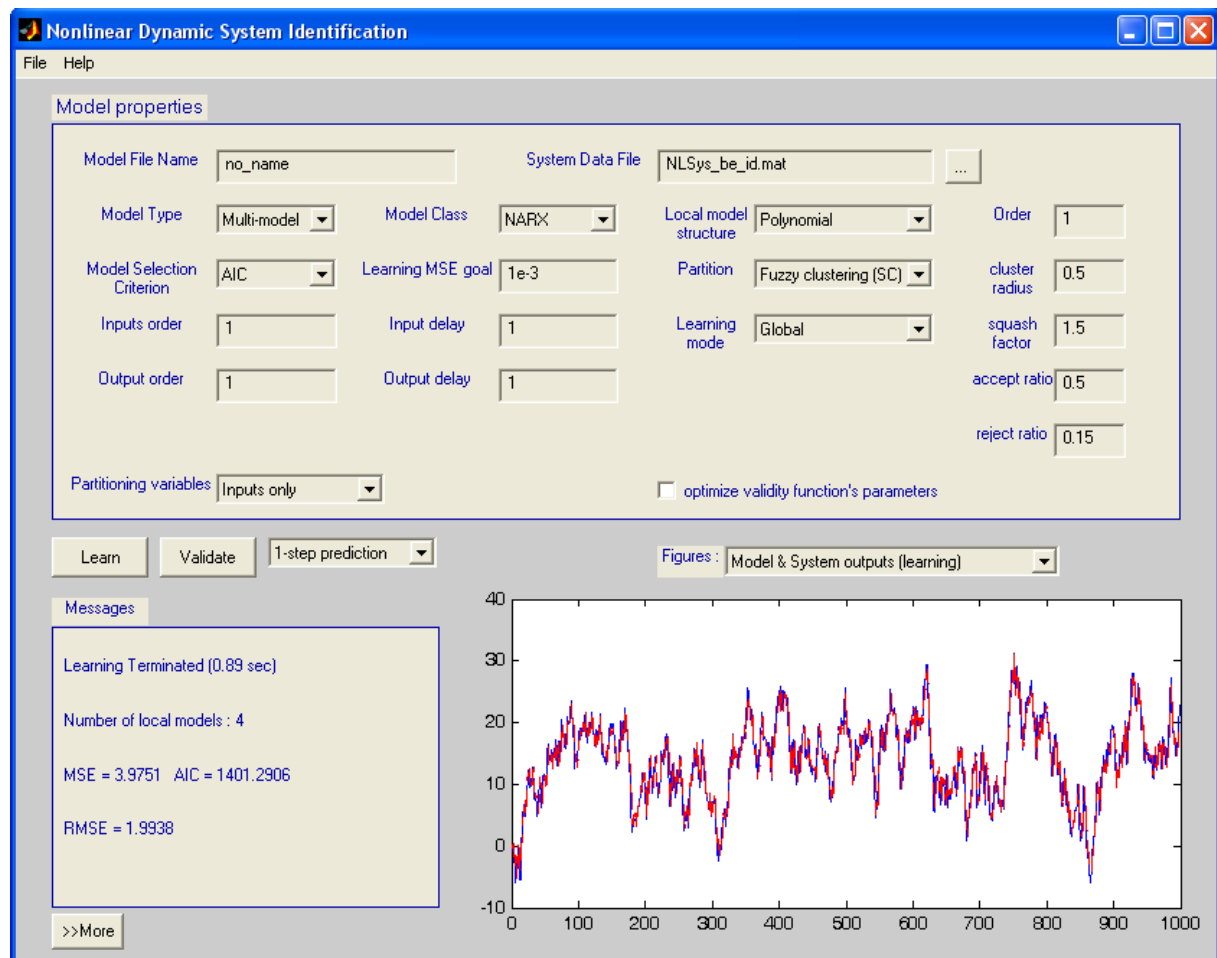 Nonlinear Dynamic System Identification
File Help
Model properties
Model File Name no_name System Data File NLSys_be_id.mat ...
Model Type Multi-model Model Class NARX Local model structure Polynomial Order 1
Model Selection Criterion AIC Learning MSE goal 1e-3 Partition Fuzzy clustering (SC) cluster radius 0.5
Inputs order 1 Input delay 1 Learning mode Global squash factor 1.5
Output order 1 Output delay 1 accept ratio 0.5
reject ratio 0.15
Partitioning variables Inputs only optimize validity function's parameters
Learn Validate 1-step prediction Figures : Model & System outputs (learning)
Messages
Learning Terminated (0.89 sec)
Number of local models : 4
MSE = 3.9751 AIC = 1401.2906
RMSE = 1.9938
>>More
40
30
20
10
0
-10
0 100 200 300 400 500 600 700 800 900 1000